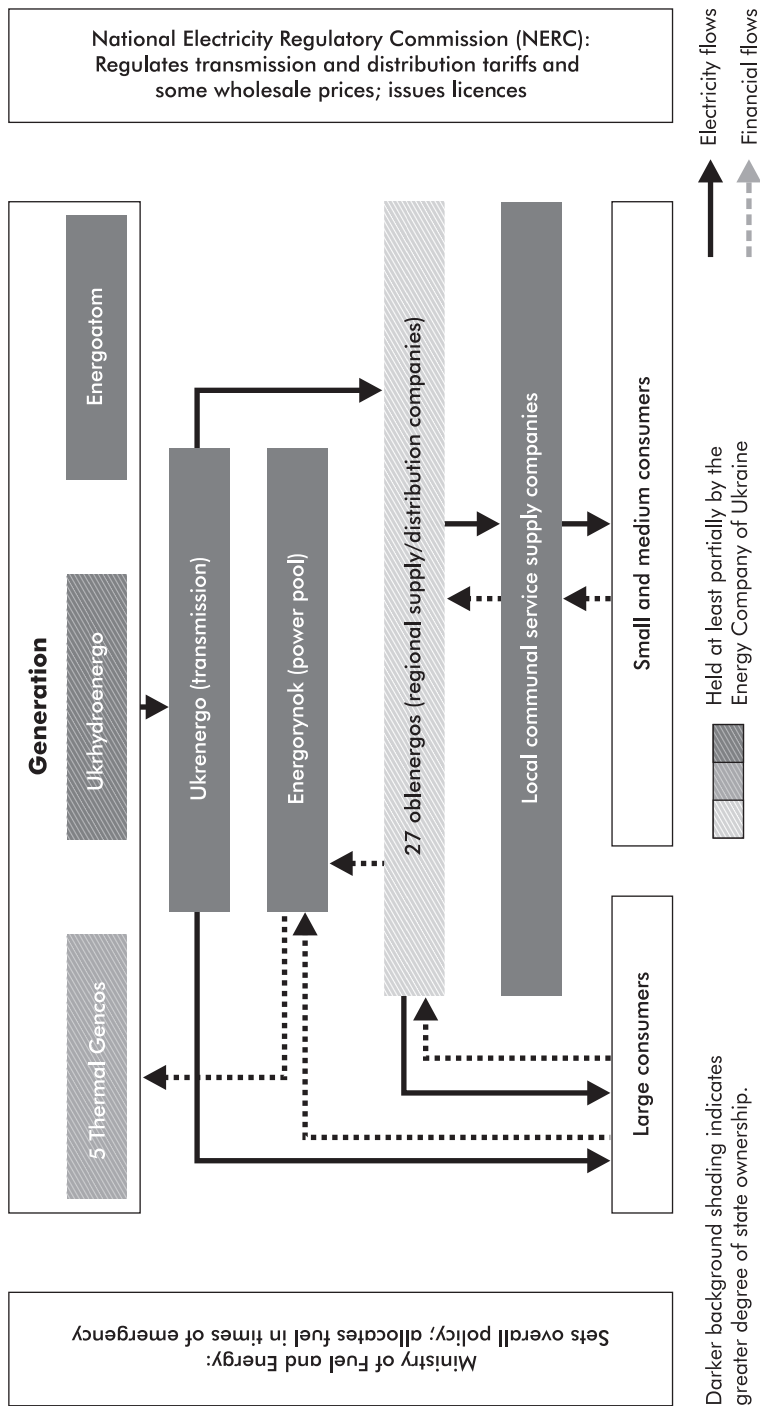 Ministry of Fuel and Energy:
Sets overall policy; allocates fuel in times of emergency
Generation
5 Thermal Gencos
Ukrhydroenergo
Energoatom
Ukrenergo (transmission)
Energorynok (power pool)
27 oblenergos (regional supply/distribution companies)
Local communal service supply companies
Large consumers
Small and medium consumers
National Electricity Regulatory Commission (NERC):
Regulates transmission and distribution tariffs and
some wholesale prices; issues licences
Darker background shading indicates
greater degree of state ownership.
Held at least partially by the
Energy Company of Ukraine
Electricity flows
Financial flows